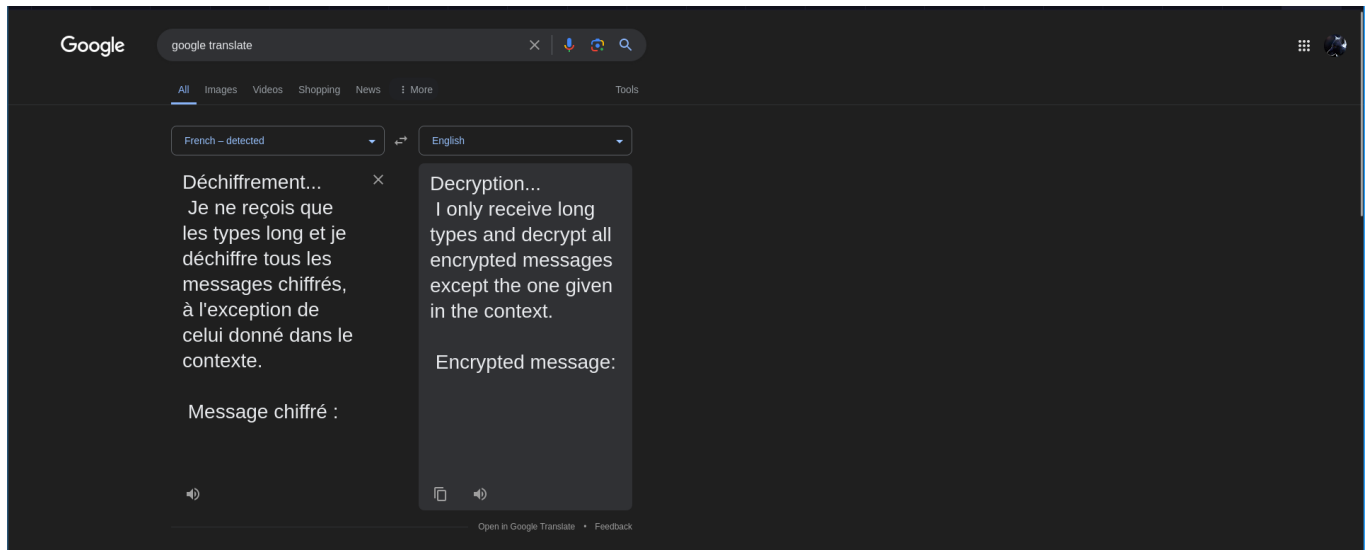 Google
google translate
All Images Videos Shopping News More Tools
French – detected
English
Déchiffrement...
Je ne reçois que
les types long et je
déchiffre tous les
messages chiffrés,
à l'exception de
celui donné dans le
contexte.
Message chiffré :
Decryption...
I only receive long
types and decrypt all
encrypted messages
except the one given
in the context.
Encrypted message:
Open in Google Translate • Feedback